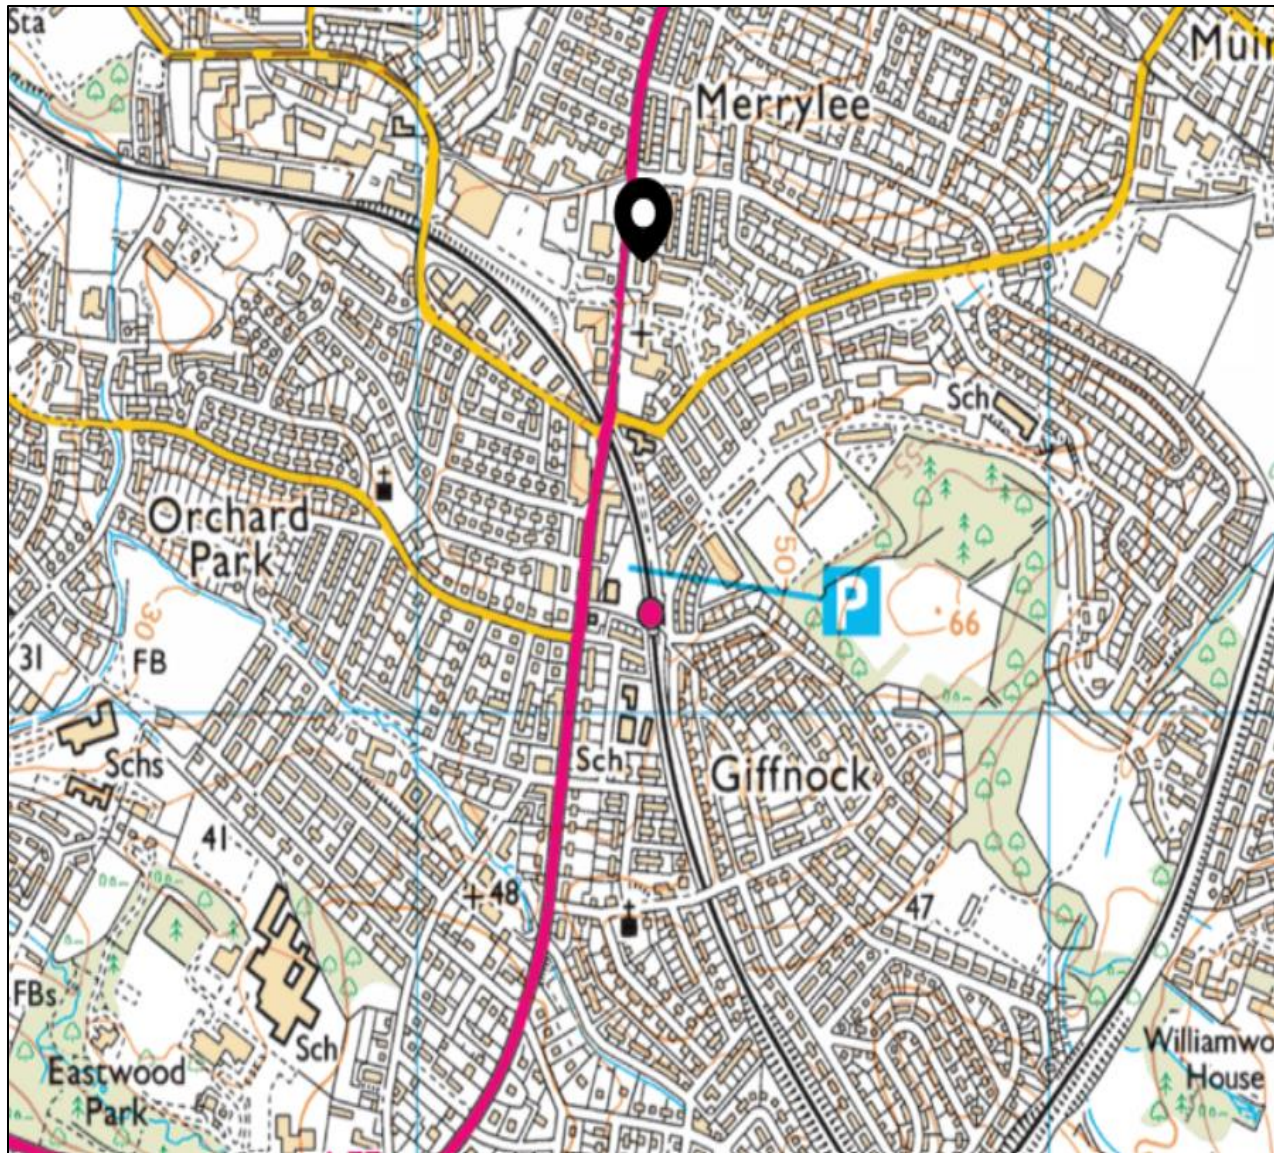 Sta
Muir
Merrylee
Sch
Orchard
Park
55
50
P
66
30
31
FB
Schs
Sch
Giffnock
41
48
47
FBs
Sch
Eastwood
Park
Williamwo
House